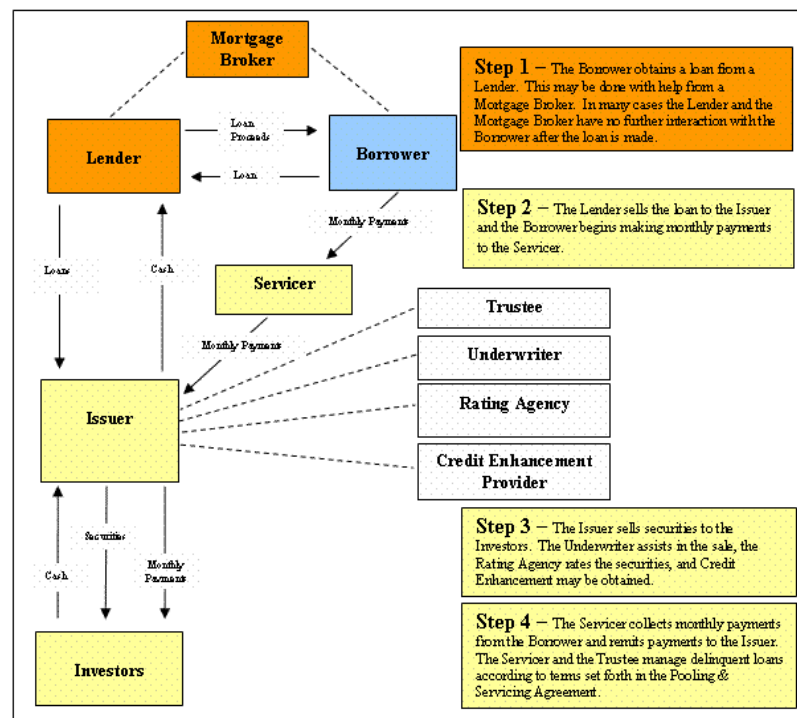 Mortgage
Broker
Step 1 – The Borrower obtains a loan from a
Lender. This may be done with help from a
Mortgage Broker. In many cases the Lender and the
Mortgage Broker have no further interaction with the
Borrower after the loan is made.
Loan
Proceeds
Lender
Borrower
Loan
Step 2 – The Lender sells the loan to the Issuer
and the Borrower begins making monthly payments
to the Servicer.
Monthly Payments
Loans
Cash
Servicer
Trustee
Monthly Payments
Underwriter
Rating Agency
Issuer
Credit Enhancement
Provider
Step 3 – The Issuer sells securities to the
Investors. The Underwriter assists in the sale, the
Rating Agency rates the securities, and Credit
Enhancement may be obtained.
Securities
Monthly
Payments
Cash
Step 4 – The Servicer collects monthly payments
from the Borrower and remits payments to the Issuer.
The Servicer and the Trustee manage delinquent loans
according to terms set forth in the Pooling &
Servicing Agreement.
Investors